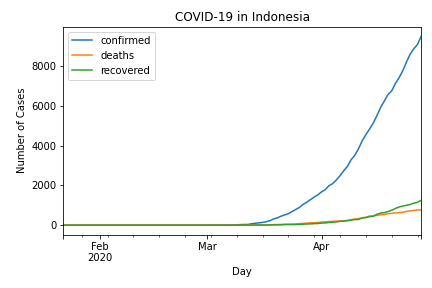 COVID-19 in Indonesia
confirmed
deaths
recovered
Number of Cases
8000
6000
4000
2000
0
Feb
2020
Mar
Apr
Day